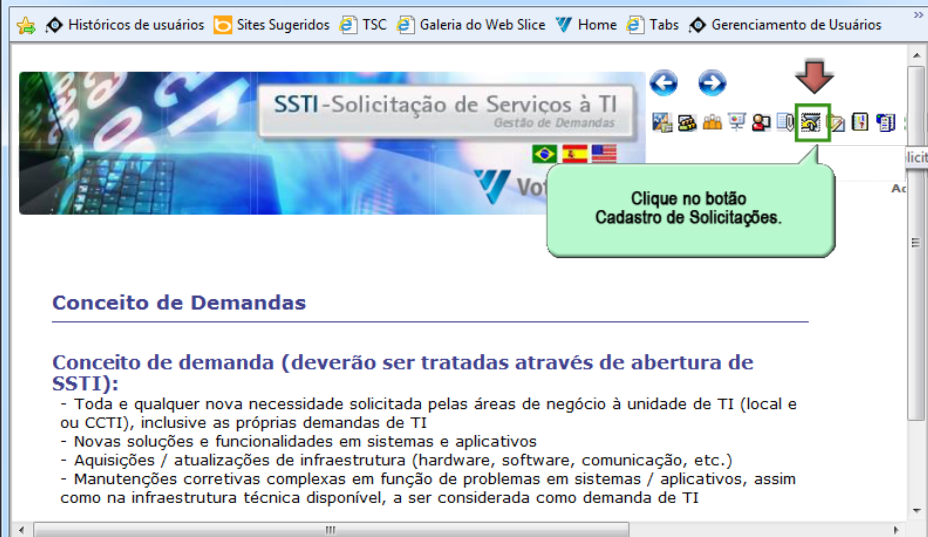 Históricos de usuários Sites Sugeridos TSC Galeria do Web Slice Home Tabs Gerenciamento de Usuários »
SSTI-Solicitação de Serviços à TI
Gestão de Demandas
Clique no botão
Cadastro de Solicitações.
Conceito de Demandas
Conceito de demanda (deverão ser tratadas através de abertura de
SSTI):
- Toda e qualquer nova necessidade solicitada pelas áreas de negócio à unidade de TI (local e
ou CCTI), inclusive as próprias demandas de TI
- Novas soluções e funcionalidades em sistemas e aplicativos
- Aquisições / atualizações de infraestrutura (hardware, software, comunicação, etc.)
- Manutenções corretivas complexas em função de problemas em sistemas / aplicativos, assim
como na infraestrutura técnica disponível, a ser considerada como demanda de TI